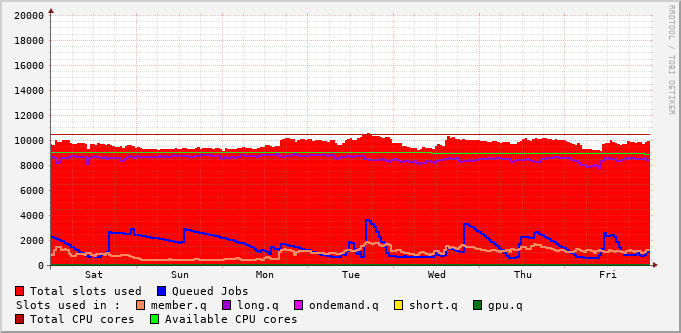 20000
18000
16000
14000
12000
10000
8000
6000
4000
2000
0
Sat Sun Mon Tue Wed Thu Fri
RRDTOOL / TOBI OETIKER
Total slots used Queued Jobs
Slots used in : member.q long.q ondemand.q short.q gpu.q
Total CPU cores Available CPU cores